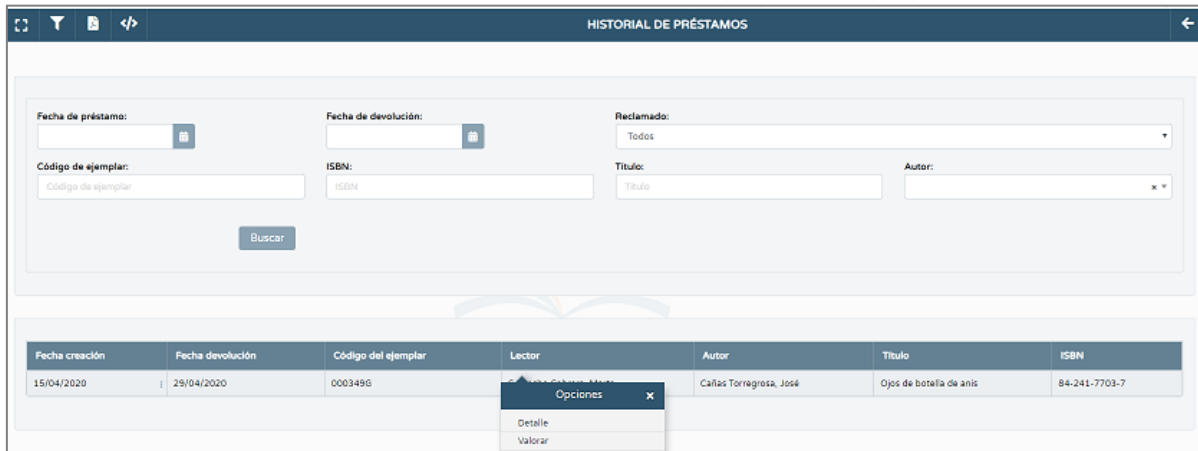 HISTORIAL DE PRÉSTAMOS
Fecha de préstamo: Fecha de devolución: Reclamado:
Todos
Código de ejemplar: ISBN: Título: Autor:
Código de ejemplar ISBN Título
Buscar
Fecha creación Fecha devolución Código del ejemplar Lector Autor Título ISBN
15/04/2020 29/04/2020 000349G Cañas Torregrosa, José Ojos de botella de anis 84-241-7703-7
Opciones x
Detalle
Valorar